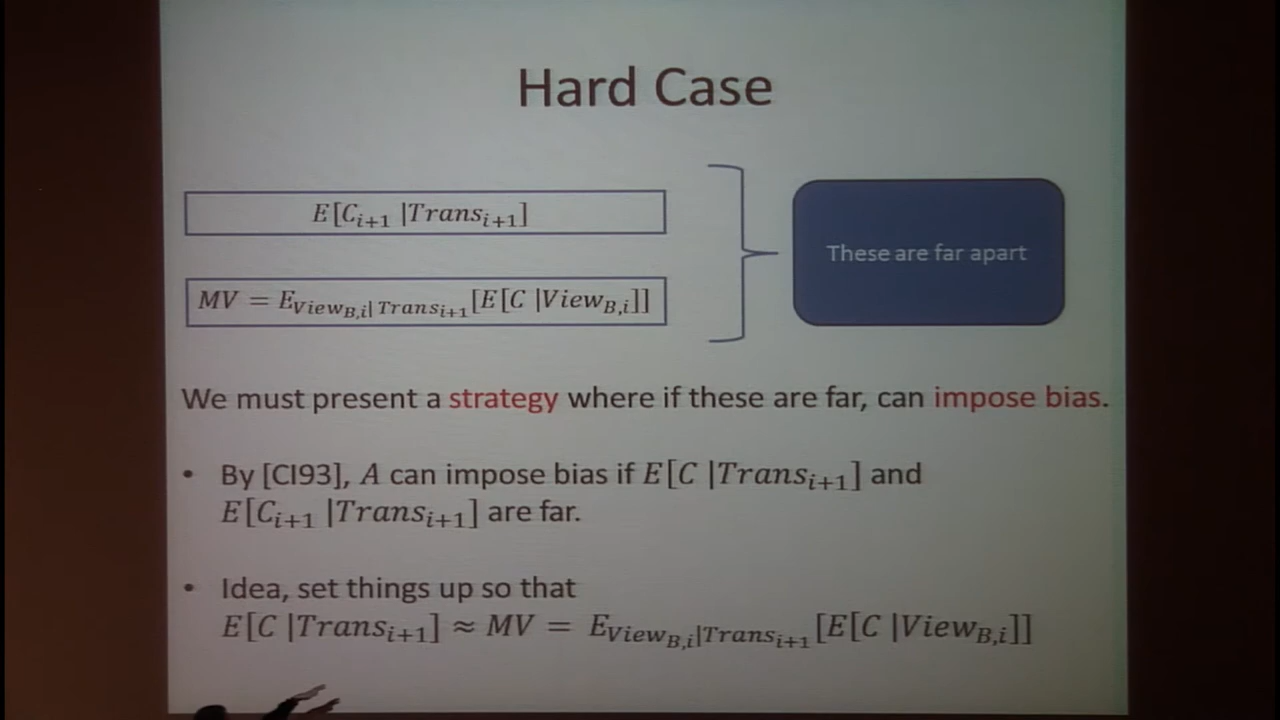 Hard Case
E[C_{i+1} |Trans_{i+1}]
MV = E_{View_{B,i}| Trans_{i+1}}[E[C |View_{B,i}]]
These are far apart
We must present a strategy where if these are far, can impose bias.
• By [CI93], A can impose bias if E[C |Trans_{i+1}] and
E[C_{i+1} |Trans_{i+1}] are far.
• Idea, set things up so that
E[C |Trans_{i+1}] ≈ MV = E_{View_{B,i}|Trans_{i+1}}[E[C |View_{B,i}]]